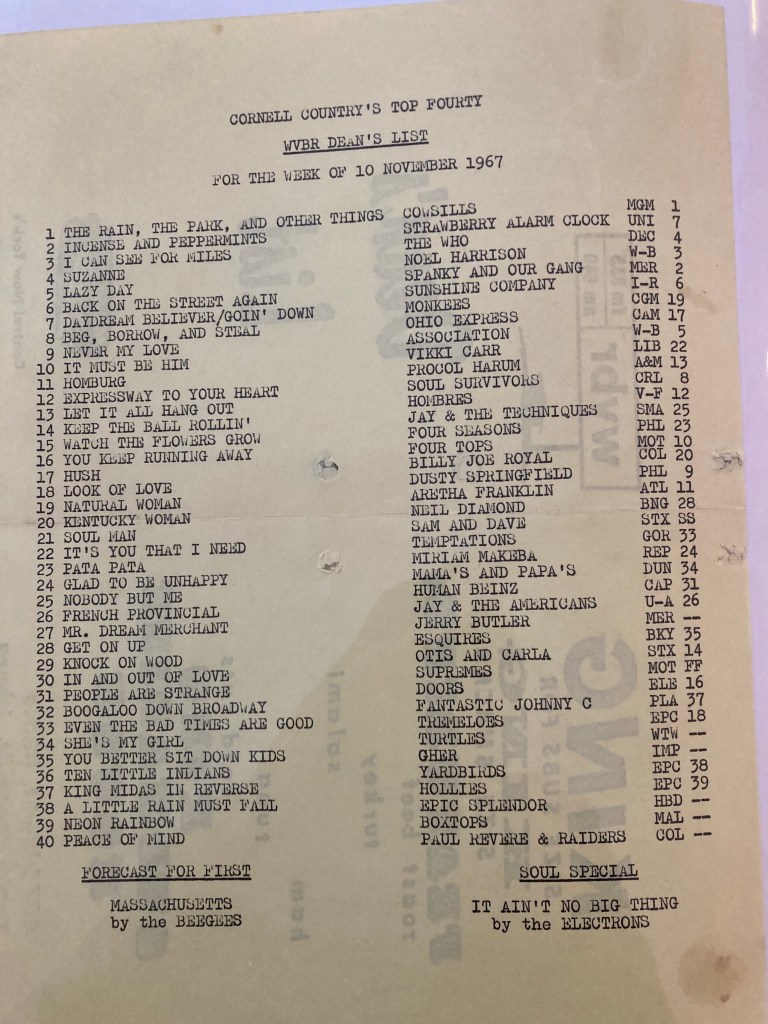 CORNELL COUNTRY'S TOP FOURTY
WVBR DEAN'S LIST
FOR THE WEEK OF 10 NOVEMBER 1967
1 THE RAIN, THE PARK, AND OTHER THINGS COWSILLS MGM 1
2 INCENSE AND PEPPERMINTS STRAWBERRY ALARM CLOCK UNI 7
3 I CAN SEE FOR MILES THE WHO DEC 4
4 SUZANNE NOEL HARRISON W-B 3
5 LAZY DAY SPANKY AND OUR GANG MER 2
6 BACK ON THE STREET AGAIN SUNSHINE COMPANY I-R 6
7 DAYDREAM BELIEVER/GOIN' DOWN MONKEES CGM 19
8 BEG, BORROW, AND STEAL OHIO EXPRESS CAM 17
9 NEVER MY LOVE ASSOCIATION W-B 5
10 IT MUST BE HIM VIKKI CARR LIB 22
11 HOMBURG PROCOL HARUM A&M 13
12 EXPRESSWAY TO YOUR HEART SOUL SURVIVORS CRL 8
13 LET IT ALL HANG OUT HOMBRES V-F 12
14 KEEP THE BALL ROLLIN' JAY & THE TECHNIQUES SMA 25
15 WATCH THE FLOWERS GROW FOUR SEASONS PHL 23
16 YOU KEEP RUNNING AWAY FOUR TOPS MOT 10
17 HUSH BILLY JOE ROYAL COL 20
18 LOOK OF LOVE DUSTY SPRINGFIELD PHL 9
19 NATURAL WOMAN ARETHA FRANKLIN ATL 11
20 KENTUCKY WOMAN NEIL DIAMOND BNG 28
21 SOUL MAN SAM AND DAVE STX SS
22 IT'S YOU THAT I NEED TEMPTATIONS GOR 33
23 PATA PATA MIRIAM MAKEBA REP 24
24 GLAD TO BE UNHAPPY MAMA'S AND PAPA'S DUN 34
25 NOBODY BUT ME HUMAN BEINZ CAP 31
26 FRENCH PROVINCIAL JAY & THE AMERICANS U-A 26
27 MR. DREAM MERCHANT JERRY BUTLER MER --
28 GET ON UP ESQUIRES BKY 35
29 KNOCK ON WOOD OTIS AND CARLA STX 14
30 IN AND OUT OF LOVE SUPREMES MOT FF
31 PEOPLE ARE STRANGE DOORS ELE 16
32 BOOGALOO DOWN BROADWAY FANTASTIC JOHNNY C PLA 37
33 EVEN THE BAD TIMES ARE GOOD TREMELOES EPC 18
34 SHE'S MY GIRL TURTLES WTW --
35 YOU BETTER SIT DOWN KIDS GHER IMP --
36 TEN LITTLE INDIANS YARDBIRDS EPC 38
37 KING MIDAS IN REVERSE HOLLIES EPC 39
38 A LITTLE RAIN MUST FALL EPIC SPLENDOR HBD --
39 NEON RAINBOW BOXTOPS MAL --
40 PEACE OF MIND PAUL REVERE & RAIDERS COL --
FORECAST FOR FIRST SOUL SPECIAL
MASSACHUSETTS IT AIN'T NO BIG THING
by the BEEGEES by the ELECTRONS